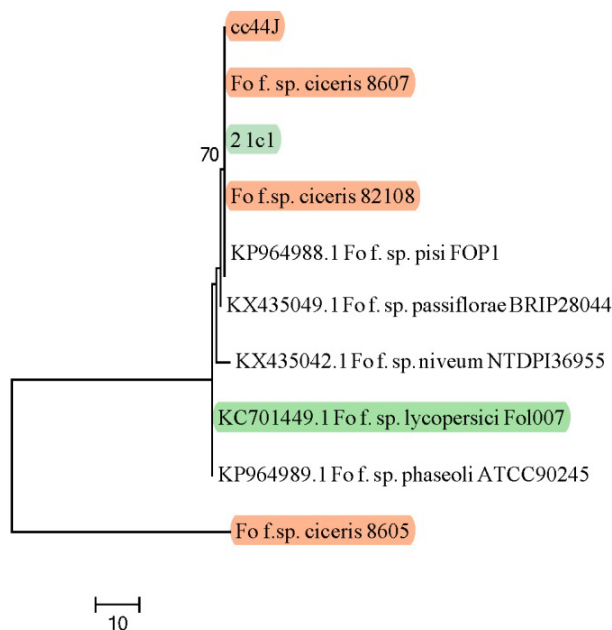 cc44J
Fo f. sp. ciceris 8607
2 1c1
70
Fo f.sp. ciceris 82108
KP964988.1 Fo f. sp. pisi FOP1
KX435049.1 Fo f. sp. passiflorae BRIP28044
KX435042.1 Fo f. sp. niveum NTDPI36955
KC701449.1 Fo f. sp. lycopersici Fol007
KP964989.1 Fo f. sp. phaseoli ATCC90245
Fo f.sp. ciceris 8605
10